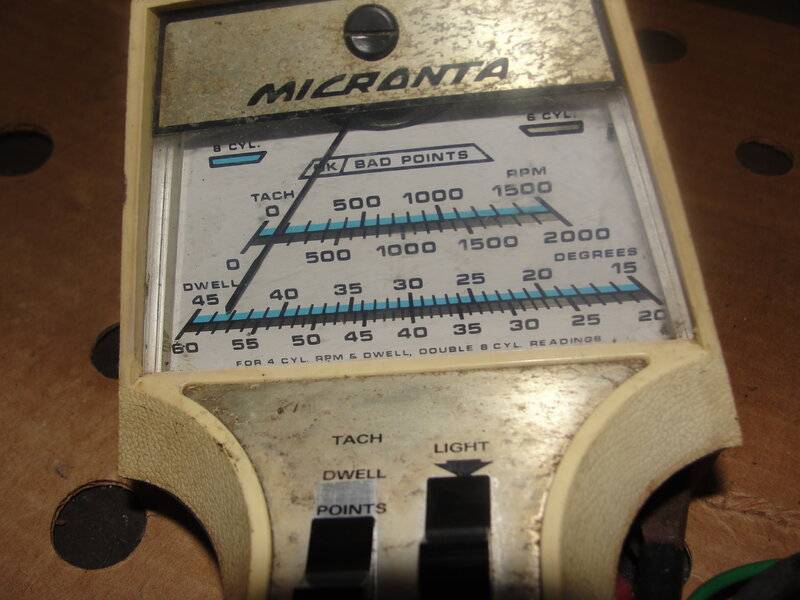 MICRONTA
8 CYL.
6 CYL.
OK BAD POINTS
TACH 0 500 1000 1500 RPM
0 500 1000 1500 2000
DWELL DEGREES
45 40 35 30 25 20 15
60 55 50 45 40 35 30 25 20
FOR 4 CYL. RPM & DWELL, DOUBLE 8 CYL. READINGS
TACH
LIGHT
DWELL
POINTS